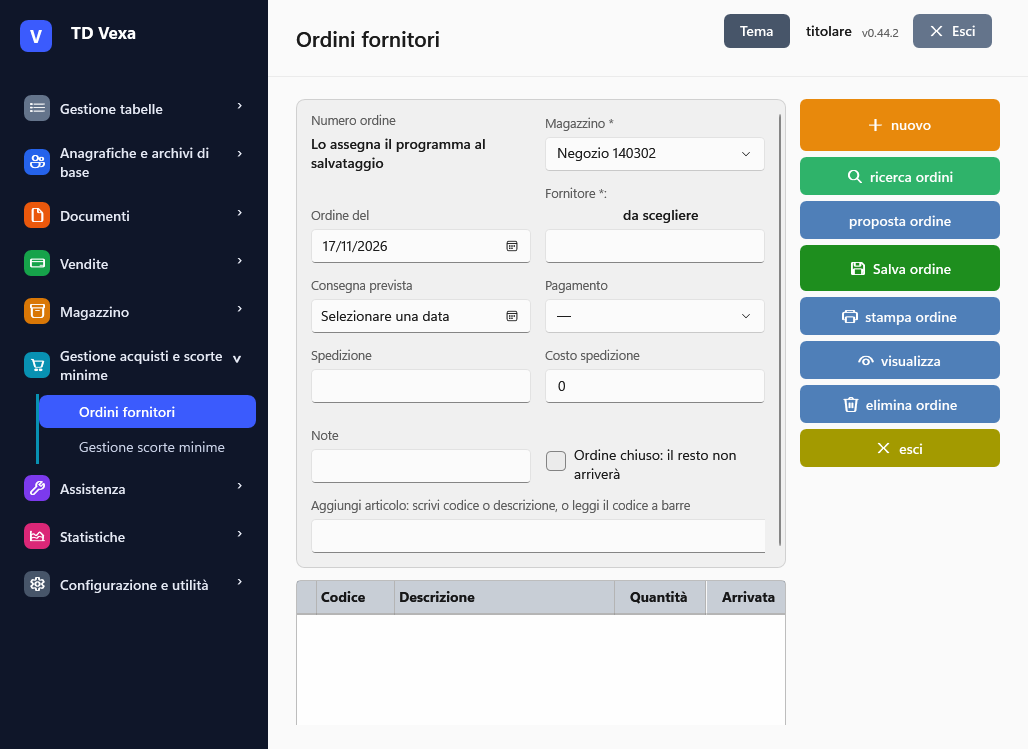 V TD Vexa
Gestione tabelle
Anagrafiche e archivi di
base
Documenti
Vendite
Magazzino
Gestione acquisti e scorte
minime
Ordini fornitori
Gestione scorte minime
Assistenza
Statistiche
Configurazione e utilità
Ordini fornitori
Tema titolare v0.44.2 Esci
Numero ordine
Lo assegna il programma al
salvataggio
Magazzino *
Negozio 140302
Fornitore *:
da scegliere
Ordine del
17/11/2026
Consegna prevista
Selezionare una data
Pagamento
—
Spedizione
Costo spedizione
0
Note
Ordine chiuso: il resto non
arriverà
Aggiungi articolo: scrivi codice o descrizione, o leggi il codice a barre
Codice Descrizione Quantità Arrivata
nuovo
ricerca ordini
proposta ordine
Salva ordine
stampa ordine
visualizza
elimina ordine
esci